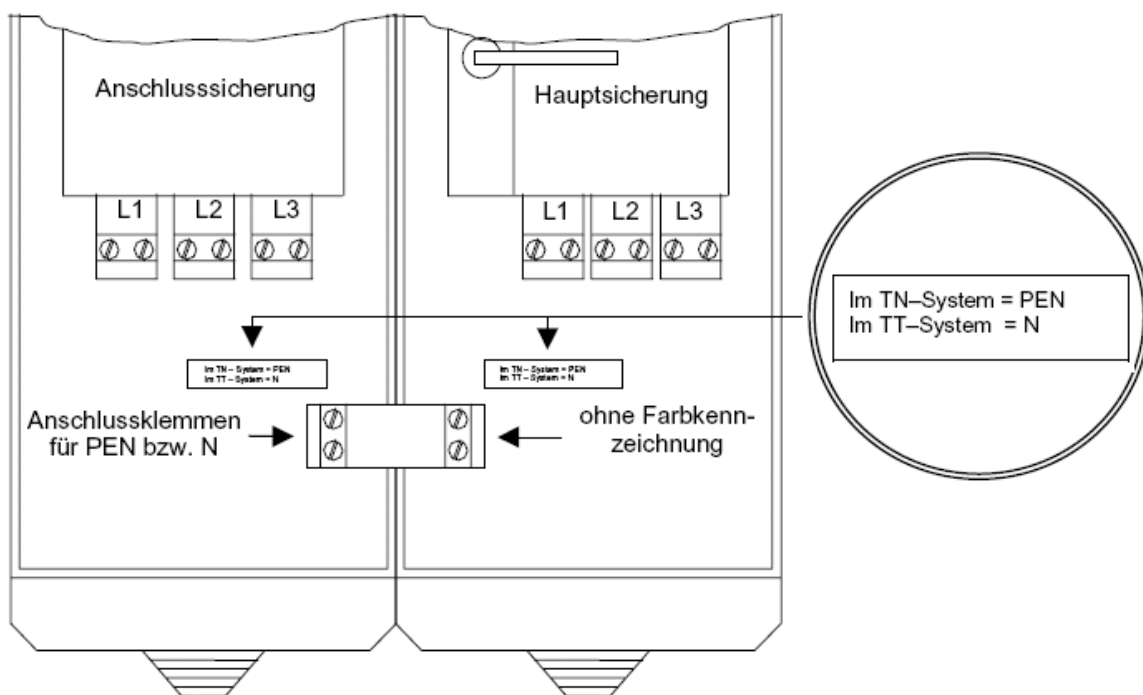 Anschlusssicherung
Hauptsicherung
L1 L2 L3
L1 L2 L3
Im TN–System = PEN
Im TT–System = N
Im TN– System = PEN
Im TT– System = N
Im TN– System = PEN
Im TT– System = N
Anschlussklemmen
für PEN bzw. N
ohne Farbkenn-
zeichnung